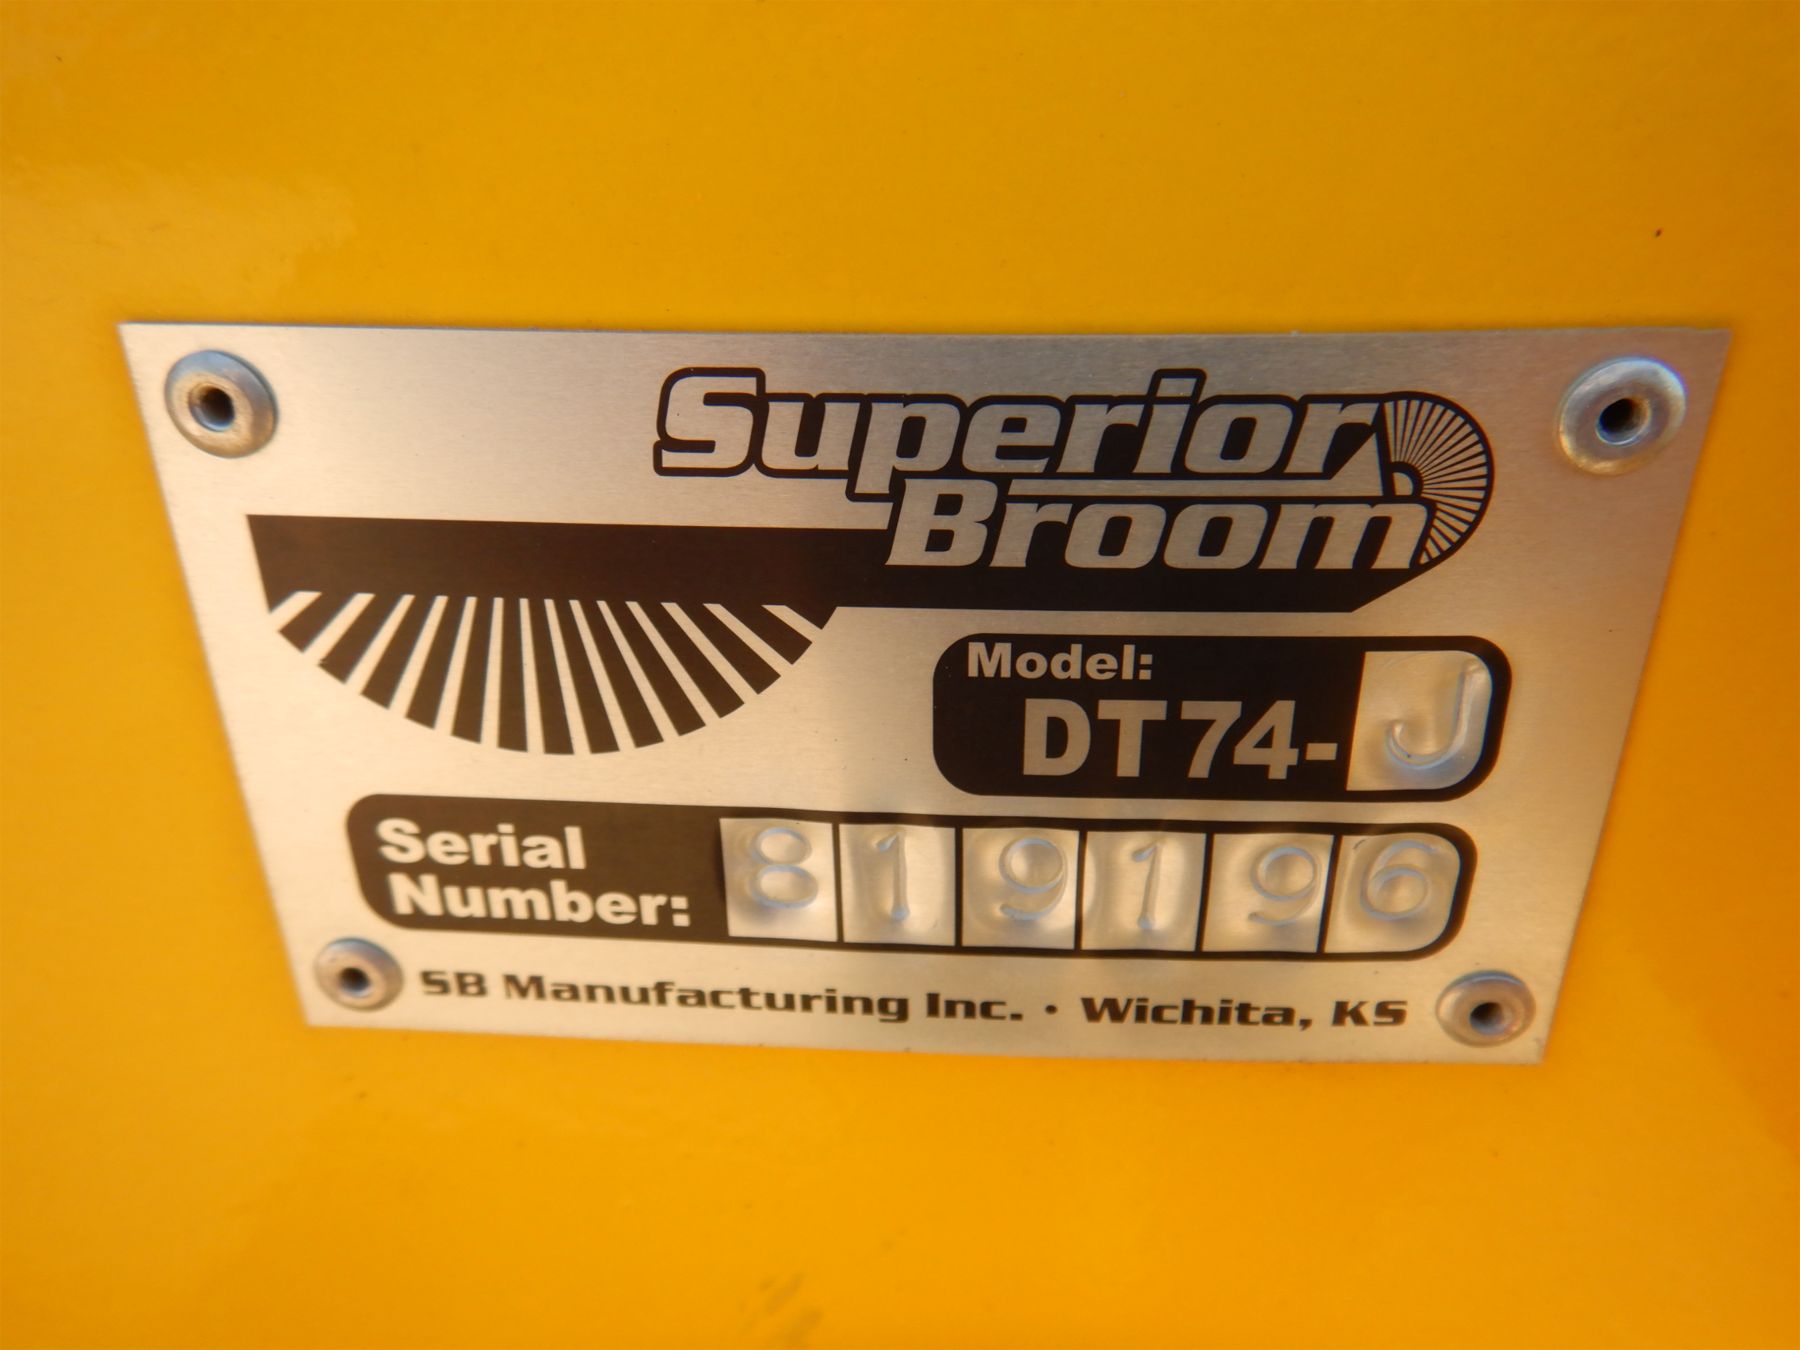 Superior
Broom
Model:
DT74-J
Serial
Number: 819196
SB Manufacturing Inc. • Wichita, KS